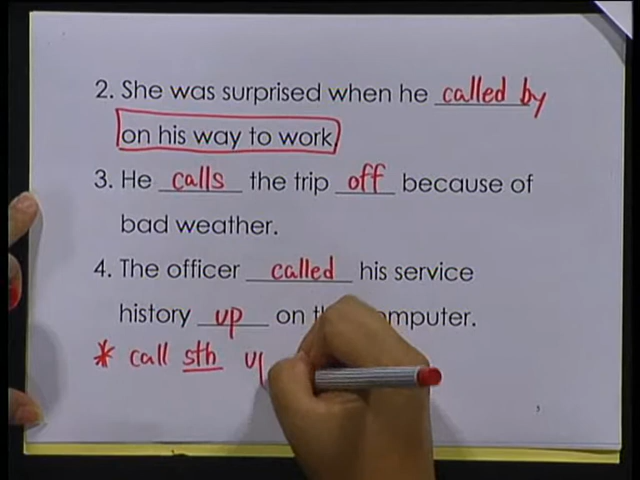 2. She was surprised when he called by
on his way to work
3. He calls the trip off because of
bad weather.
4. The officer called his service
history up on computer.
* call sth